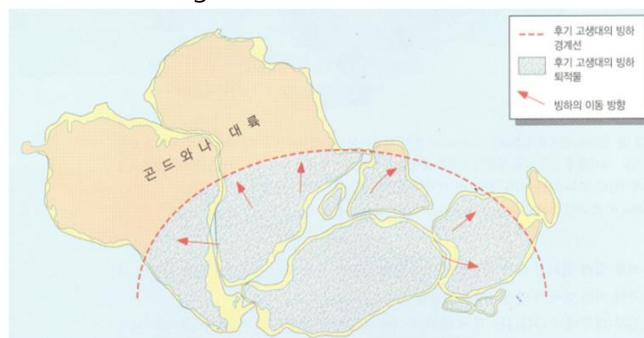 후기 고생대의 빙하
경계선
후기 고생대의 빙하
퇴적물
빙하의 이동 방향
곤드와나 대륙